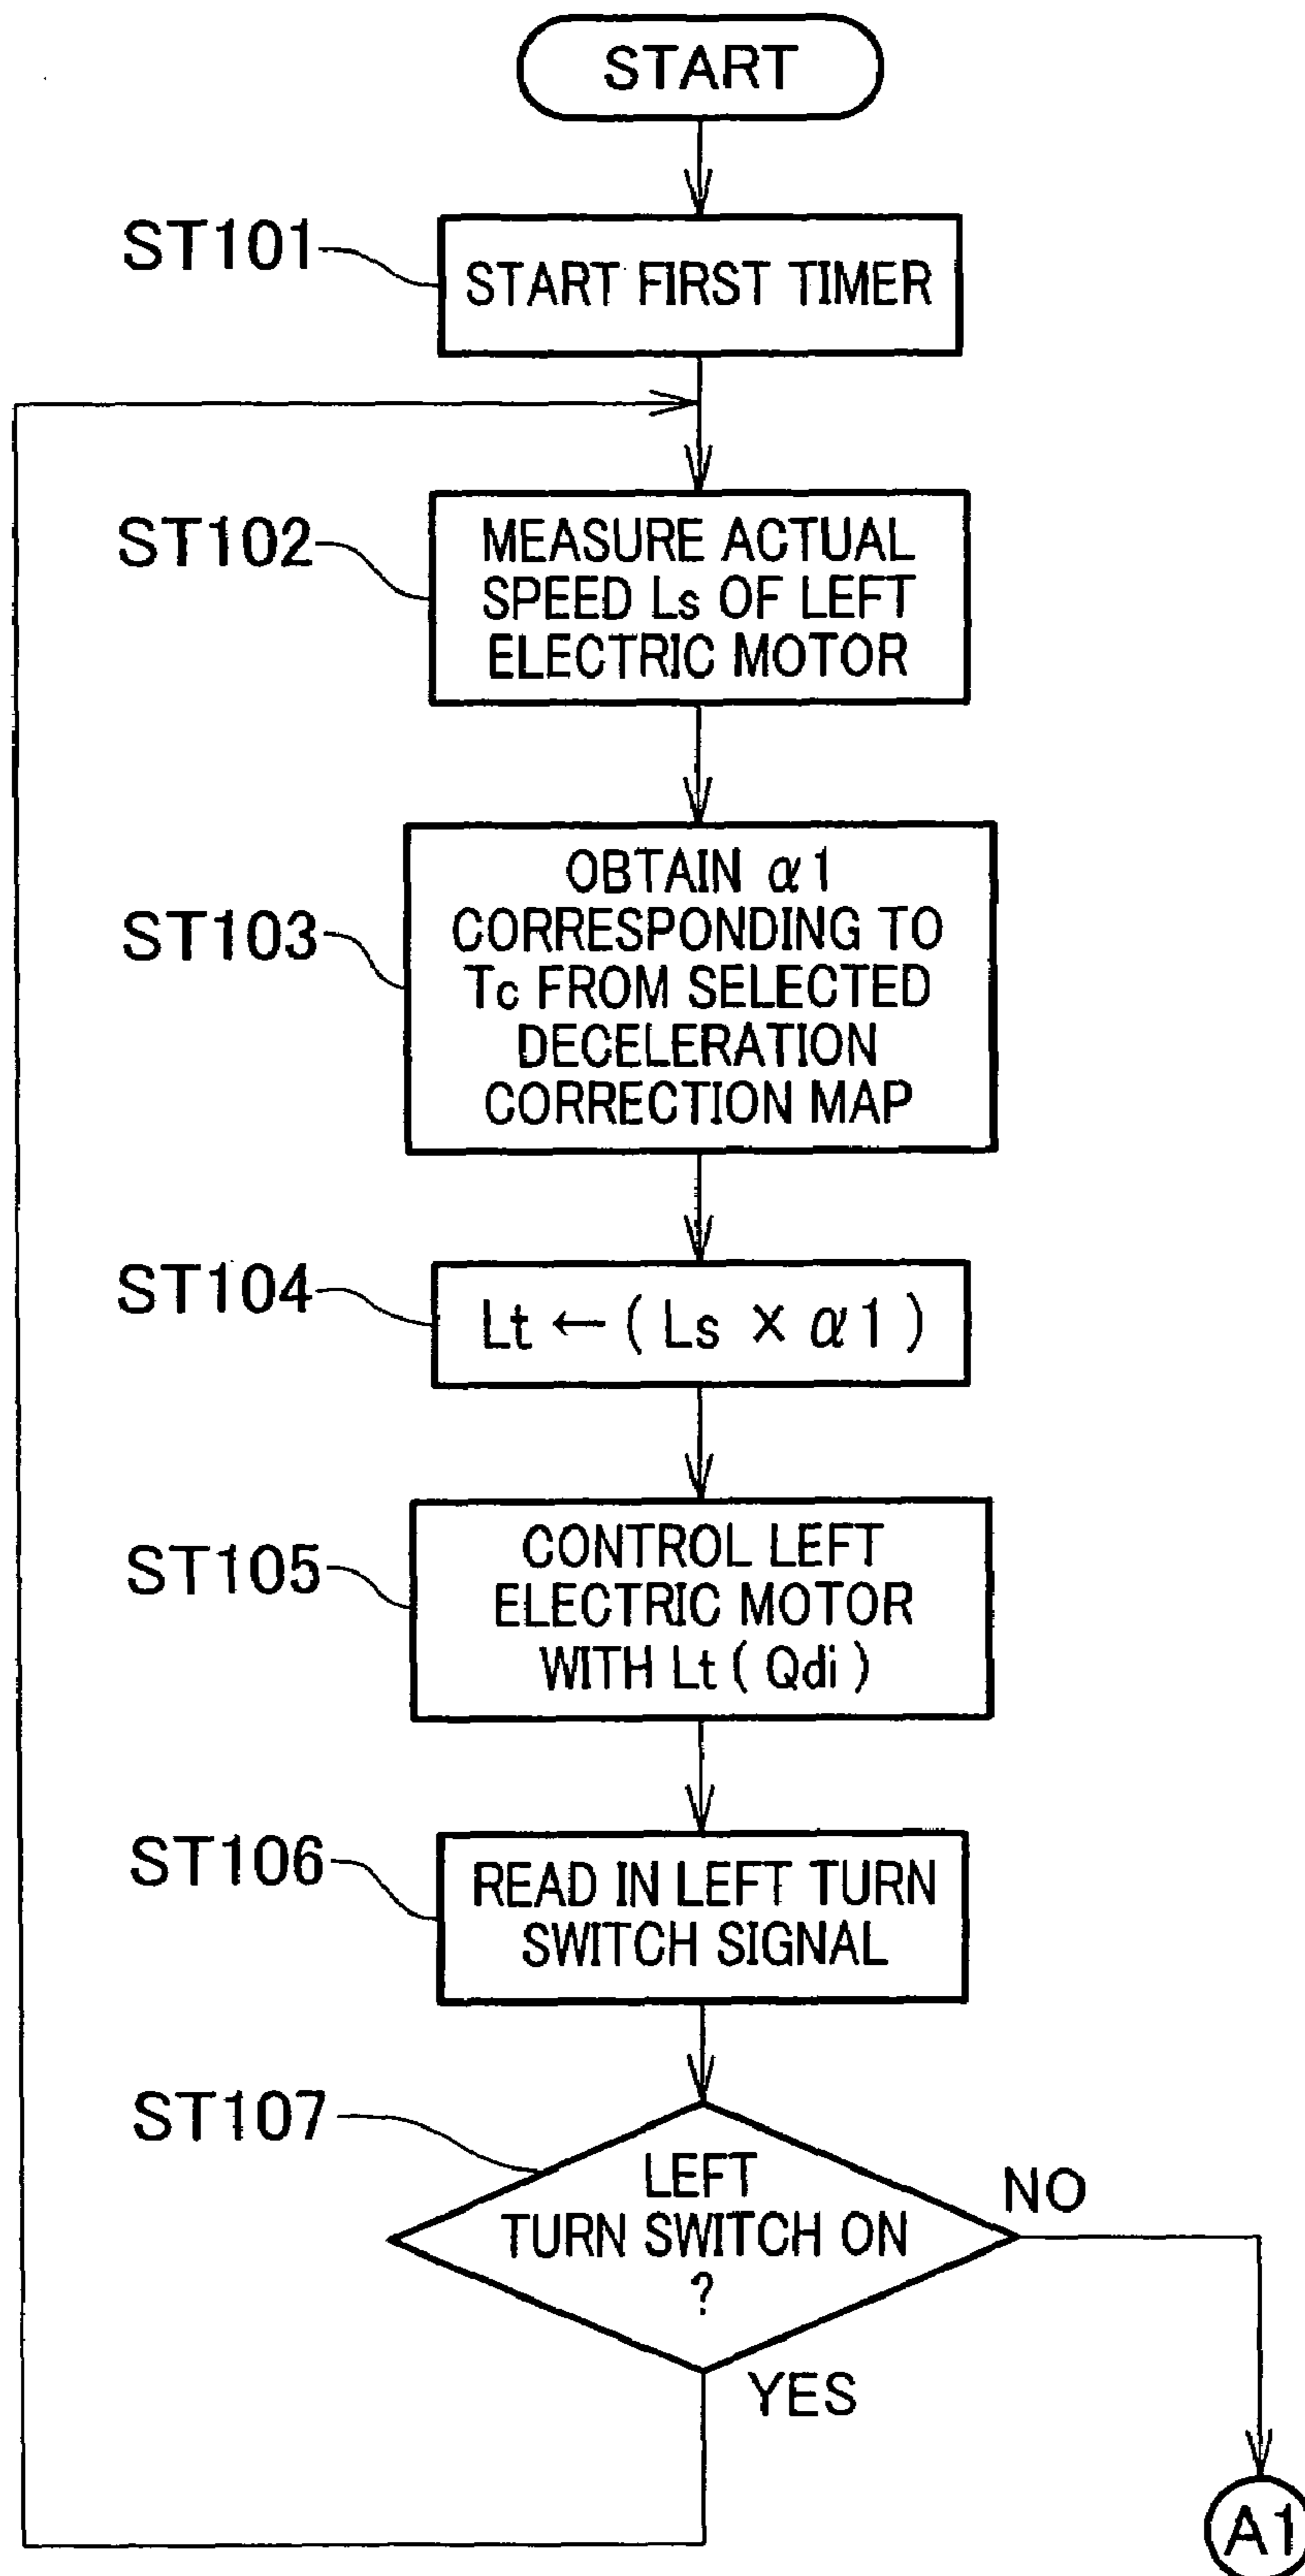 START
ST101
START FIRST TIMER
ST102
MEASURE ACTUAL
SPEED Ls OF LEFT
ELECTRIC MOTOR
ST103
OBTAIN α1
CORRESPONDING TO
Tc FROM SELECTED
DECELERATION
CORRECTION MAP
ST104
Lt ← ( Ls × α1 )
ST105
CONTROL LEFT
ELECTRIC MOTOR
WITH Lt ( Qdi )
ST106
READ IN LEFT TURN
SWITCH SIGNAL
ST107
LEFT
TURN SWITCH ON
?
NO
YES
A1